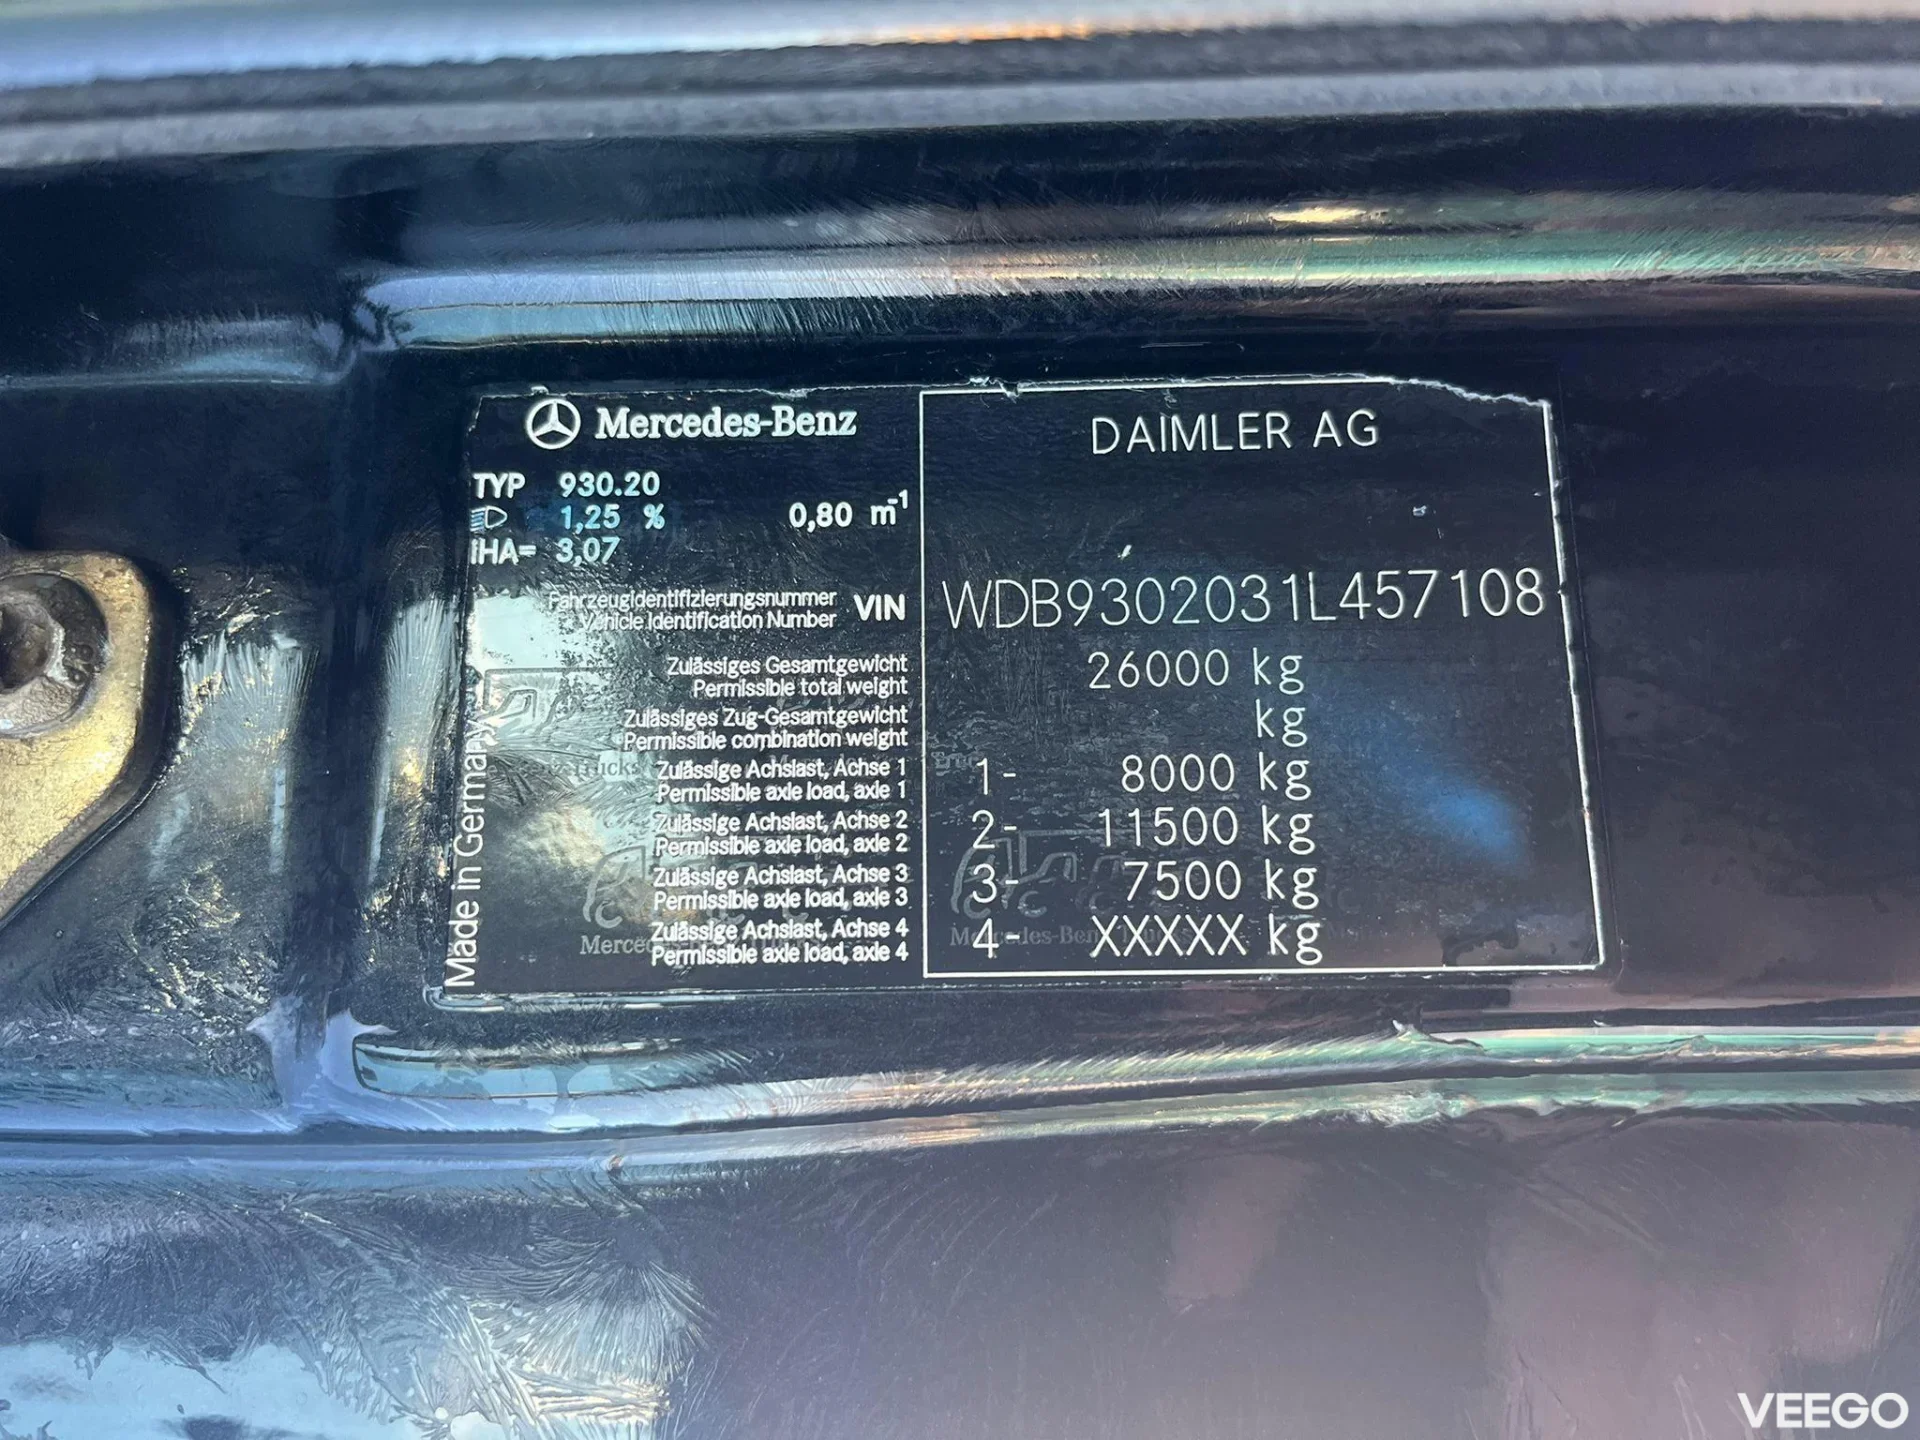 Mercedes-Benz
DAIMLER AG
TYP 930.20
1,25 % 0,80 m-1
iHA= 3,07
Fahrzeugidentifizierungsnummer
Vehicle Identification Number
VIN WDB9302031L457108
Zulässiges Gesamtgewicht
Permissible total weight
26000 kg
Zulässiges Zug-Gesamtgewicht
Permissible combination weight
kg
Zulässige Achslast, Achse 1
Permissible axle load, axle 1
1- 8000 kg
Zulässige Achslast, Achse 2
Permissible axle load, axle 2
2- 11500 kg
Zulässige Achslast, Achse 3
Permissible axle load, axle 3
3- 7500 kg
Zulässige Achslast, Achse 4
Permissible axle load, axle 4
4- XXXXX kg
Made in Germany
VEEGO